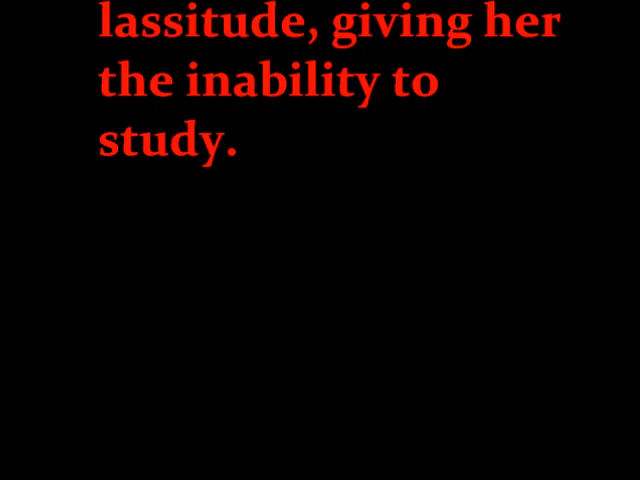 lassitude, giving her
the inability to
study.